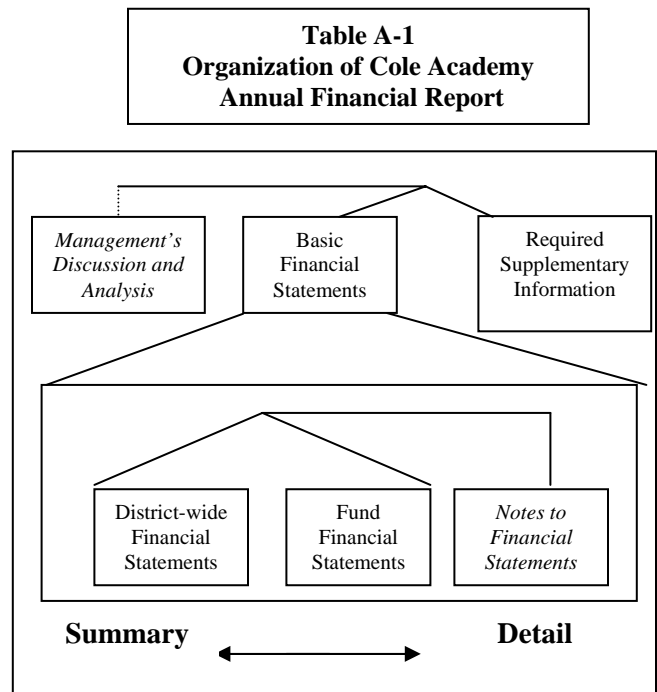 Table A-1
Organization of Cole Academy
Annual Financial Report
Management's
Discussion and
Analysis
Basic
Financial
Statements
Required
Supplementary
Information
District-wide
Financial
Statements
Fund
Financial
Statements
Notes to
Financial
Statements
Summary
Detail